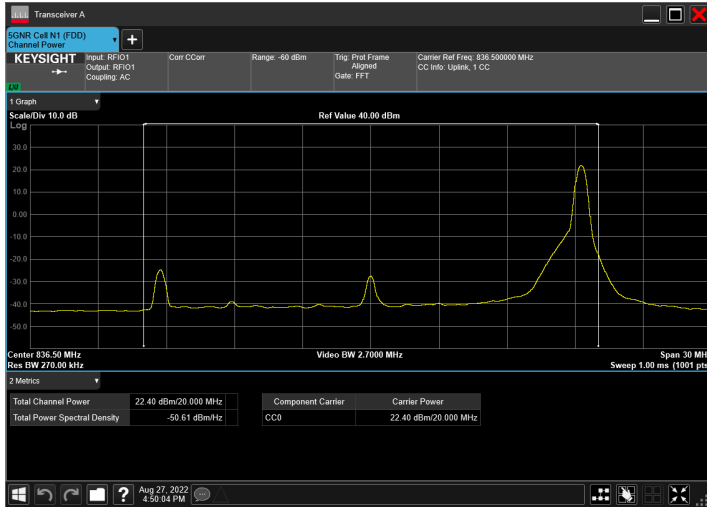 Transceiver A
5GNR Cell N1 (FDD)
Channel Power
KEYSIGHT
LXI
Input: RFIO1
Output: RFIO1
Coupling: AC
Corr CCorr
Range: -60 dBm
Trig: Prot Frame
Aligned
Gate: FFT
Carrier Ref Freq: 836.500000 MHz
CC Info: Uplink, 1 CC
1 Graph
Scale/Div 10.0 dB
Ref Value 40.00 dBm
Log
30.0
20.0
10.0
0.00
-10.0
-20.0
-30.0
-40.0
-50.0
Center 836.50 MHz
Video BW 2.7000 MHz
Span 30 MH
Res BW 270.00 kHz
Sweep 1.00 ms (1001 pts
2 Metrics
Total Channel Power 22.40 dBm/20.000 MHz
Total Power Spectral Density -50.61 dBm/Hz
Component Carrier Carrier Power
CC0 22.40 dBm/20.000 MHz
Aug 27, 2022
4:50:04 PM